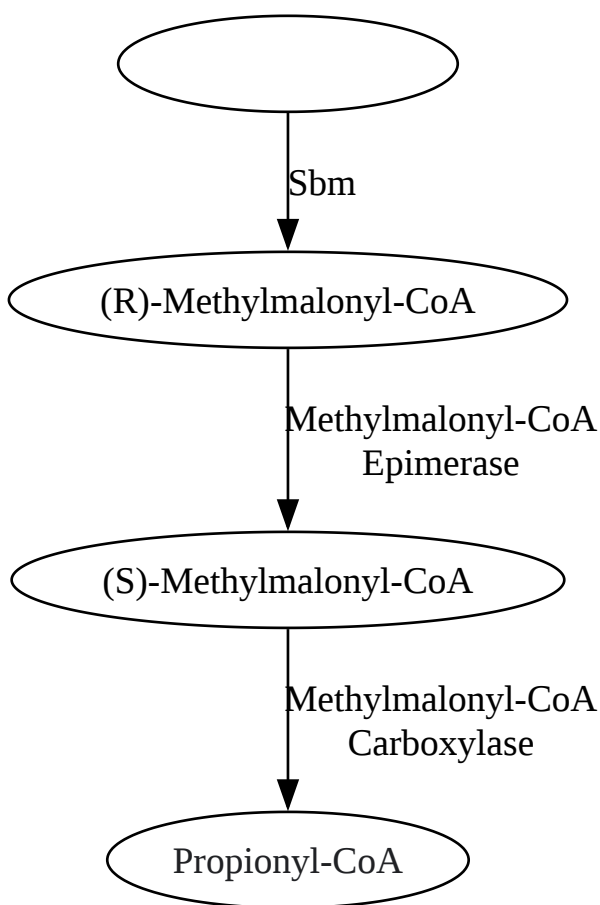 Sbm
(R)-Methylmalonyl-CoA
Methylmalonyl-CoA
Epimerase
(S)-Methylmalonyl-CoA
Methylmalonyl-CoA
Carboxylase
Propionyl-CoA